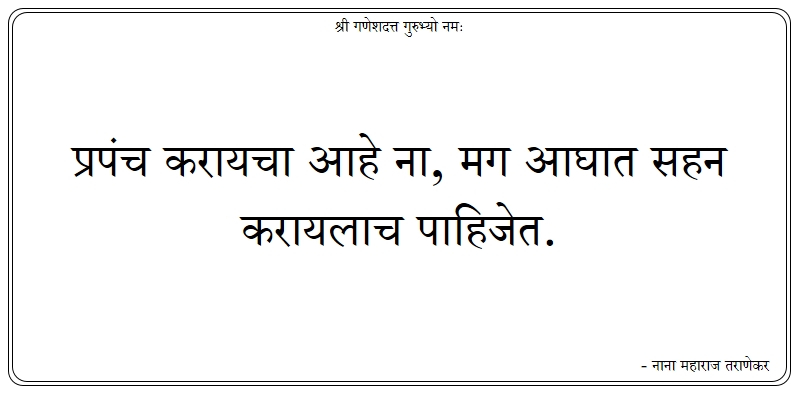 श्री गणेशदत्त गुरुभ्यो नमः
प्रपंच करायचा आहे ना, मग आघात सहन
करायलाच पाहिजेत.
- नाना महाराज तराणेकर